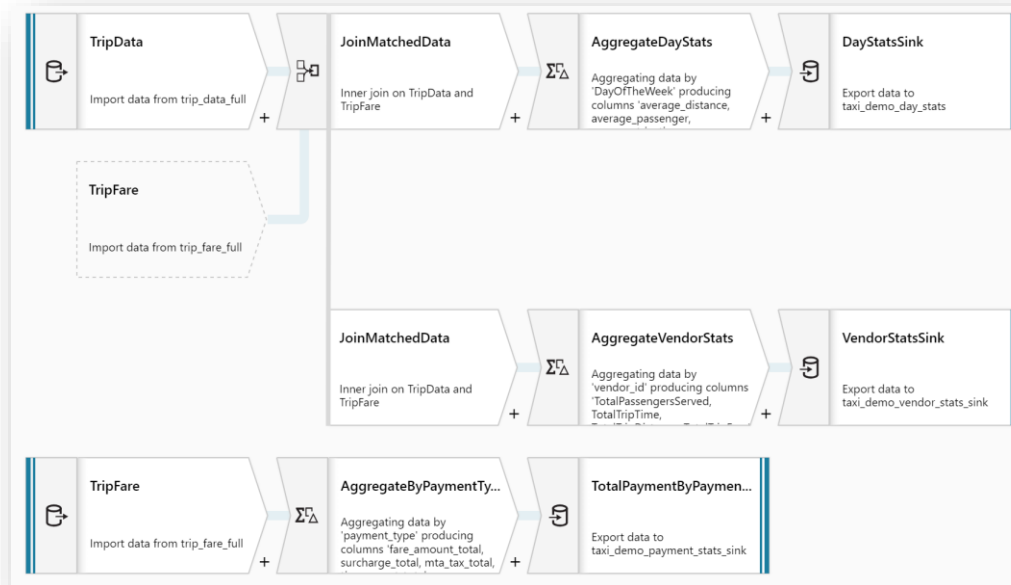 TripData
Import data from trip_data_full
+
JoinMatchedData
Inner join on TripData and
TripFare
+
AggregateDayStats
Aggregating data by
'DayOfTheWeek' producing
columns 'average_distance,
average_passenger,
+
DayStatsSink
Export data to
taxi_demo_day_stats
TripFare
Import data from trip_fare_full
JoinMatchedData
Inner join on TripData and
TripFare
+
AggregateVendorStats
Aggregating data by
'vendor_id' producing columns
'TotalPassengersServed,
TotalTripTime,
+
VendorStatsSink
Export data to
taxi_demo_vendor_stats_sink
TripFare
Import data from trip_fare_full
+
AggregateByPaymentTy...
Aggregating data by
'payment_type' producing
columns 'fare_amount_total,
surcharge_total, mta_tax_total,
+
TotalPaymentByPaymen...
Export data to
taxi_demo_payment_stats_sink